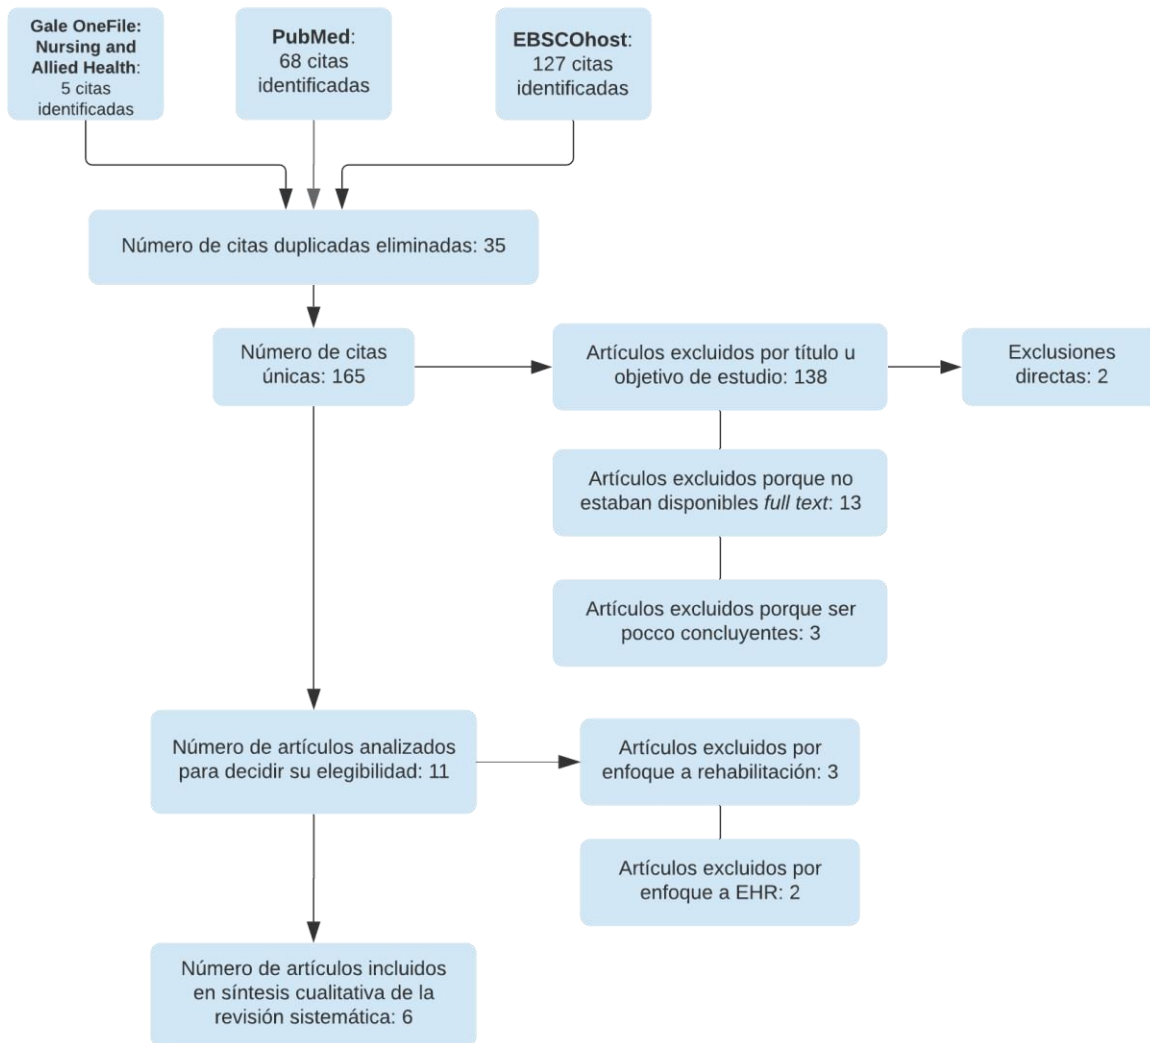 Gale OneFile:
Nursing and
Allied Health:
5 citas
identificadas
PubMed:
68 citas
identificadas
EBSCOhost:
127 citas
identificadas
Número de citas duplicadas eliminadas: 35
Número de citas
únicas: 165
Artículos excluidos por título u
objetivo de estudio: 138
Exclusiones
directas: 2
Artículos excluidos porque no
estaban disponibles full text: 13
Artículos excluidos porque ser
pocco concluyentes: 3
Número de artículos analizados
para decidir su elegibilidad: 11
Artículos excluidos por
enfoque a rehabilitación: 3
Artículos excluidos por
enfoque a EHR: 2
Número de artículos incluidos
en síntesis cualitativa de la
revisión sistemática: 6